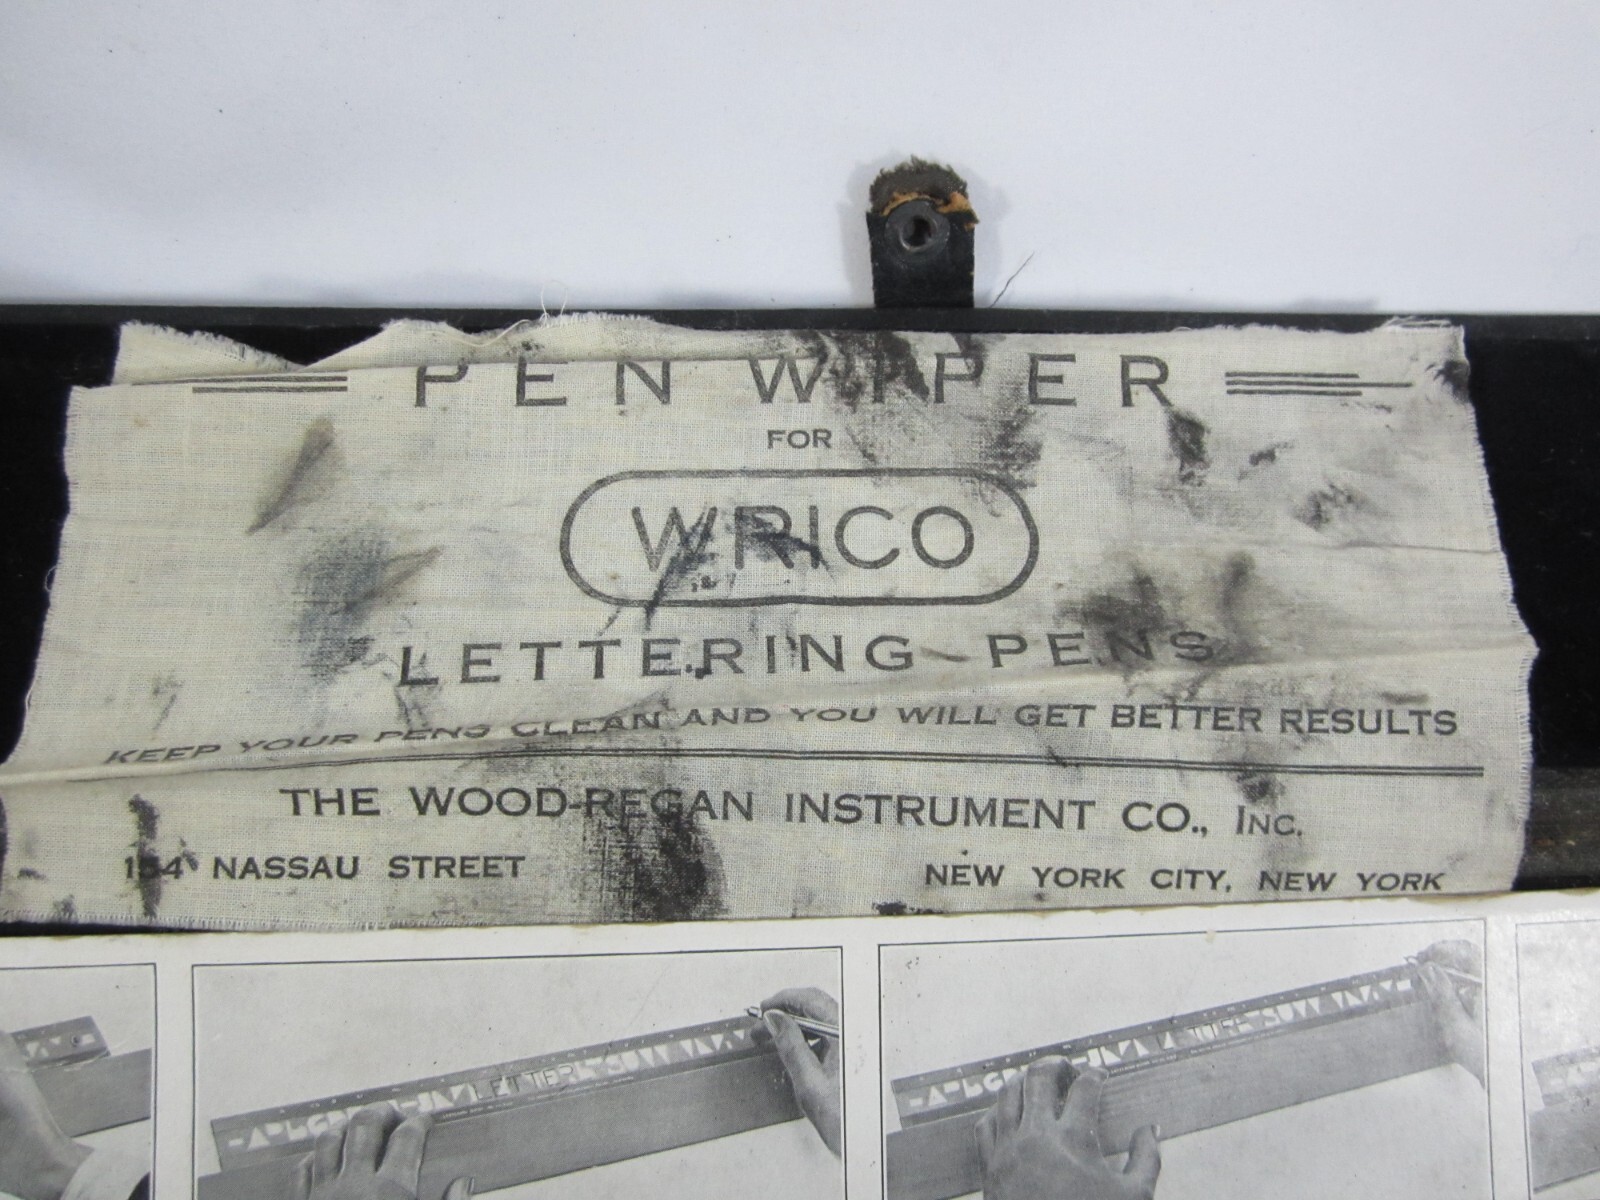 PEN WIPER
FOR
WRICO
LETTERING PENS
KEEP YOUR PENS CLEAN AND YOU WILL GET BETTER RESULTS
THE WOOD-REGAN INSTRUMENT CO., INC.
154 NASSAU STREET NEW YORK CITY, NEW YORK